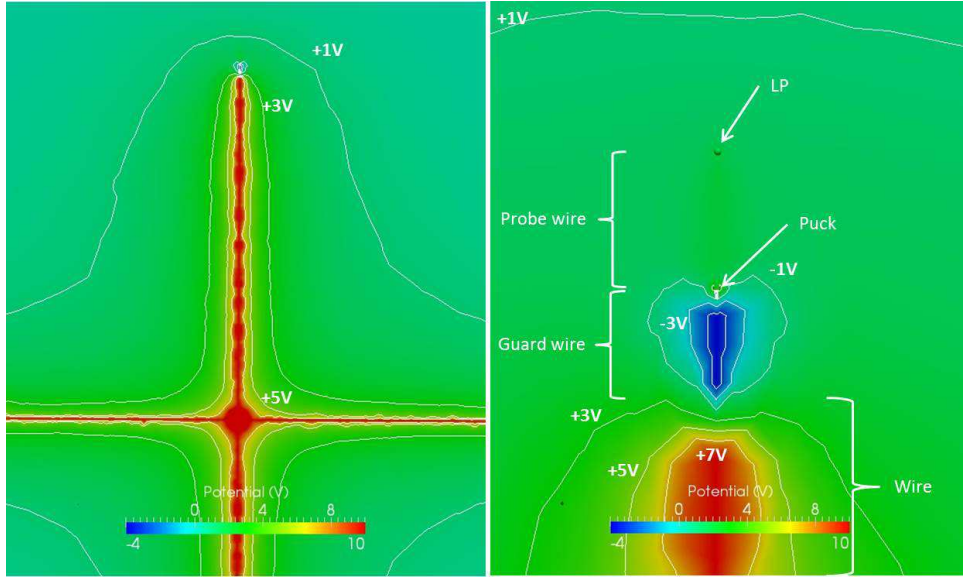 +1V
+3V
+5V
Potential (V)
0 4 8
-4 10
+1V
LP
Probe wire
Puck
-1V
-3V
Guard wire
+3V
+7V
+5V
Wire
Potential (V)
0 4 8
-4 10